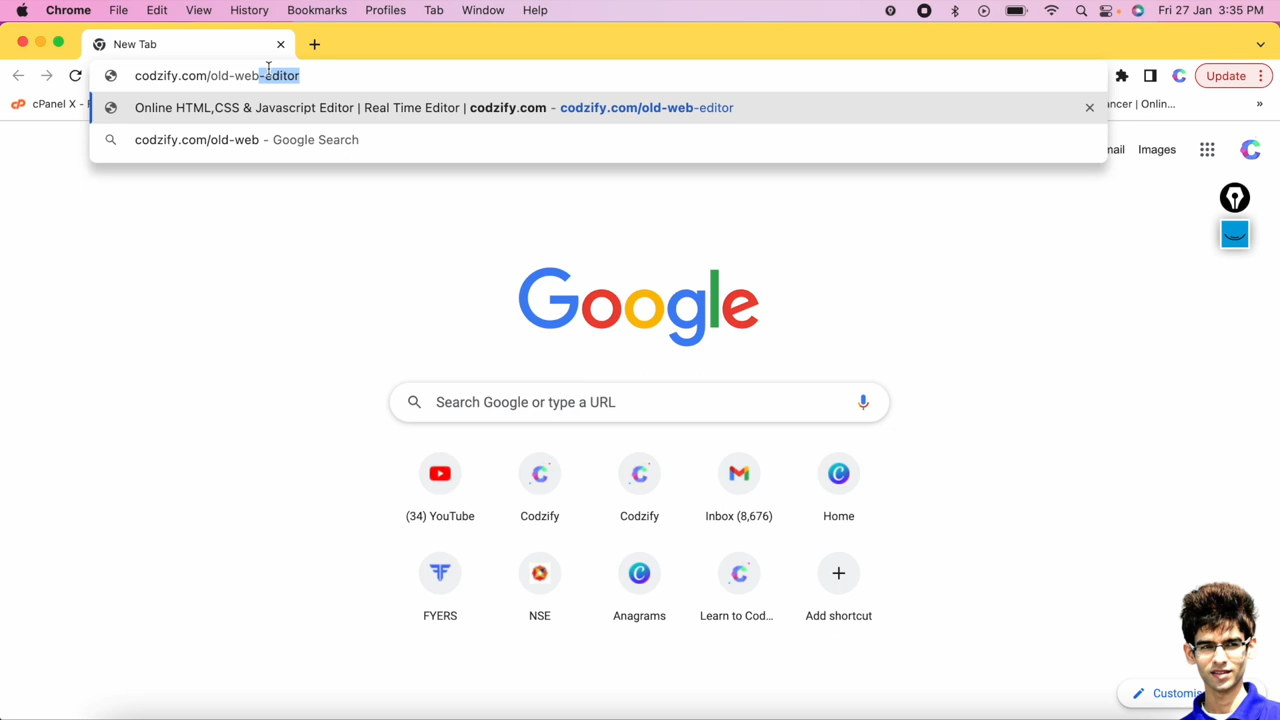 Chrome File Edit View History Bookmarks Profiles Tab Window Help Fri 27 Jan 3:35 PM
New Tab
codzify.com/old-web-editor Update
cPanel X - Online HTML,CSS & Javascript Editor | Real Time Editor | codzify.com - codzify.com/old-web-editor ancer | Onlin... »
codzify.com/old-web - Google Search
Images
Google
Search Google or type a URL
(34) YouTube Codzify Codzify Inbox (8,676) Home
FYERS NSE Anagrams Learn to Cod... Add shortcut